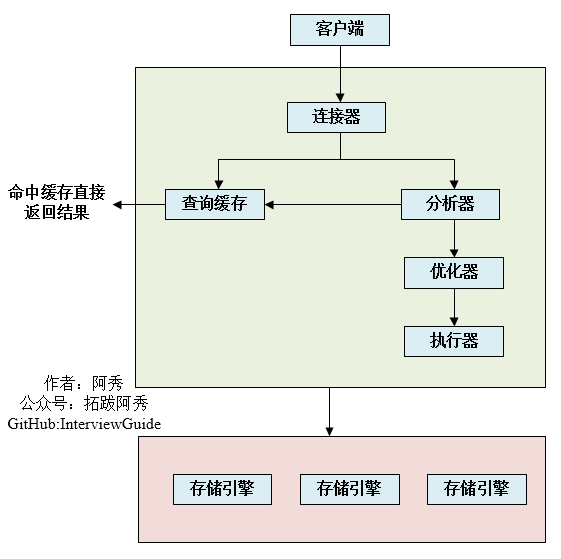 客户端
连接器
命中缓存直接
返回结果
查询缓存
分析器
优化器
执行器
作者：阿秀
公众号：拓跋阿秀
GitHub:InterviewGuide
存储引擎
存储引擎
存储引擎